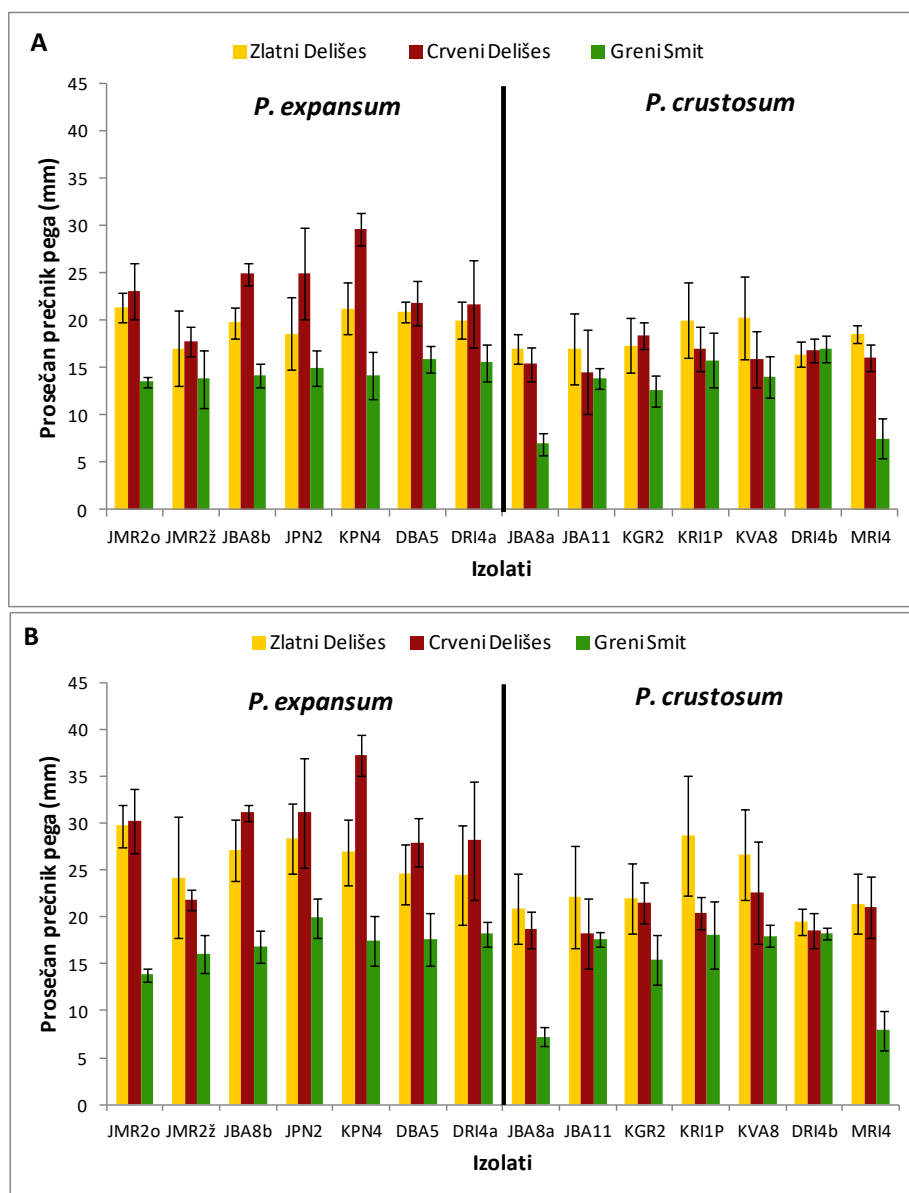 A
Zlatni Delišes Crveni Delišes Greni Smit
P. expansum P. crustosum
Prosečan prečnik pega (mm)
45
40
35
30
25
20
15
10
5
0
JMR2o JMR2ž JBA8b JPN2 KPN4 DBA5 DRI4a JBA8a JBA11 KGR2 KRI1P KVA8 DRI4b MRI4
Izolati
B
Zlatni Delišes Crveni Delišes Greni Smit
P. expansum P. crustosum
Prosečan prečnik pega (mm)
45
40
35
30
25
20
15
10
5
0
JMR2o JMR2ž JBA8b JPN2 KPN4 DBA5 DRI4a JBA8a JBA11 KGR2 KRI1P KVA8 DRI4b MRI4
Izolati